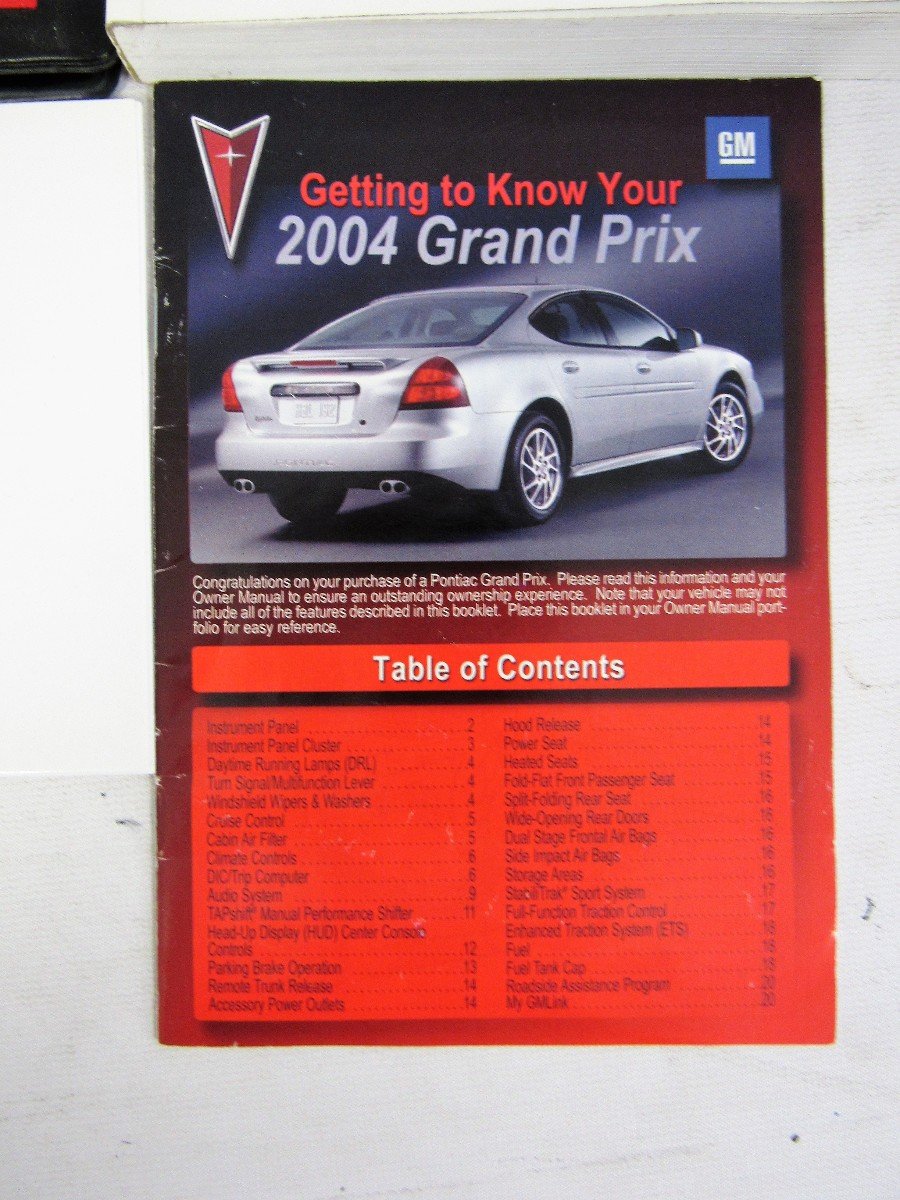 GM
Getting to Know Your
2004 Grand Prix
PONTIAC
Congratulations on your purchase of a Pontiac Grand Prix. Please read this information and your
Owner Manual to ensure an outstanding ownership experience. Note that your vehicle may not
include all of the features described in this booklet. Place this booklet in your Owner Manual port-
folio for easy reference.
Table of Contents
Instrument Panel 2
Instrument Panel Cluster 3
Daytime Running Lamps (DRL) 4
Turn Signal/Multifunction Lever 4
Windshield Wipers & Washers 4
Cruise Control 5
Cabin Air Filter 5
Climate Controls 6
DIC/Trip Computer 6
Audio System 9
TAPshift® Manual Performance Shifter 11
Head-Up Display (HUD) Center Console
Controls 12
Parking Brake Operation 13
Remote Trunk Release 14
Accessory Power Outlets 14
Hood Release 14
Power Seat 14
Heated Seats 15
Fold-Flat Front Passenger Seat 15
Split-Folding Rear Seat 16
Wide-Opening Rear Doors 16
Dual Stage Frontal Air Bags 16
Side Impact Air Bags 16
Storage Areas 16
StabiliTrak® Sport System 17
Full-Function Traction Control 17
Enhanced Traction System (ETS) 18
Fuel 18
Fuel Tank Cap 19
Roadside Assistance Program 20
My GMLink 20